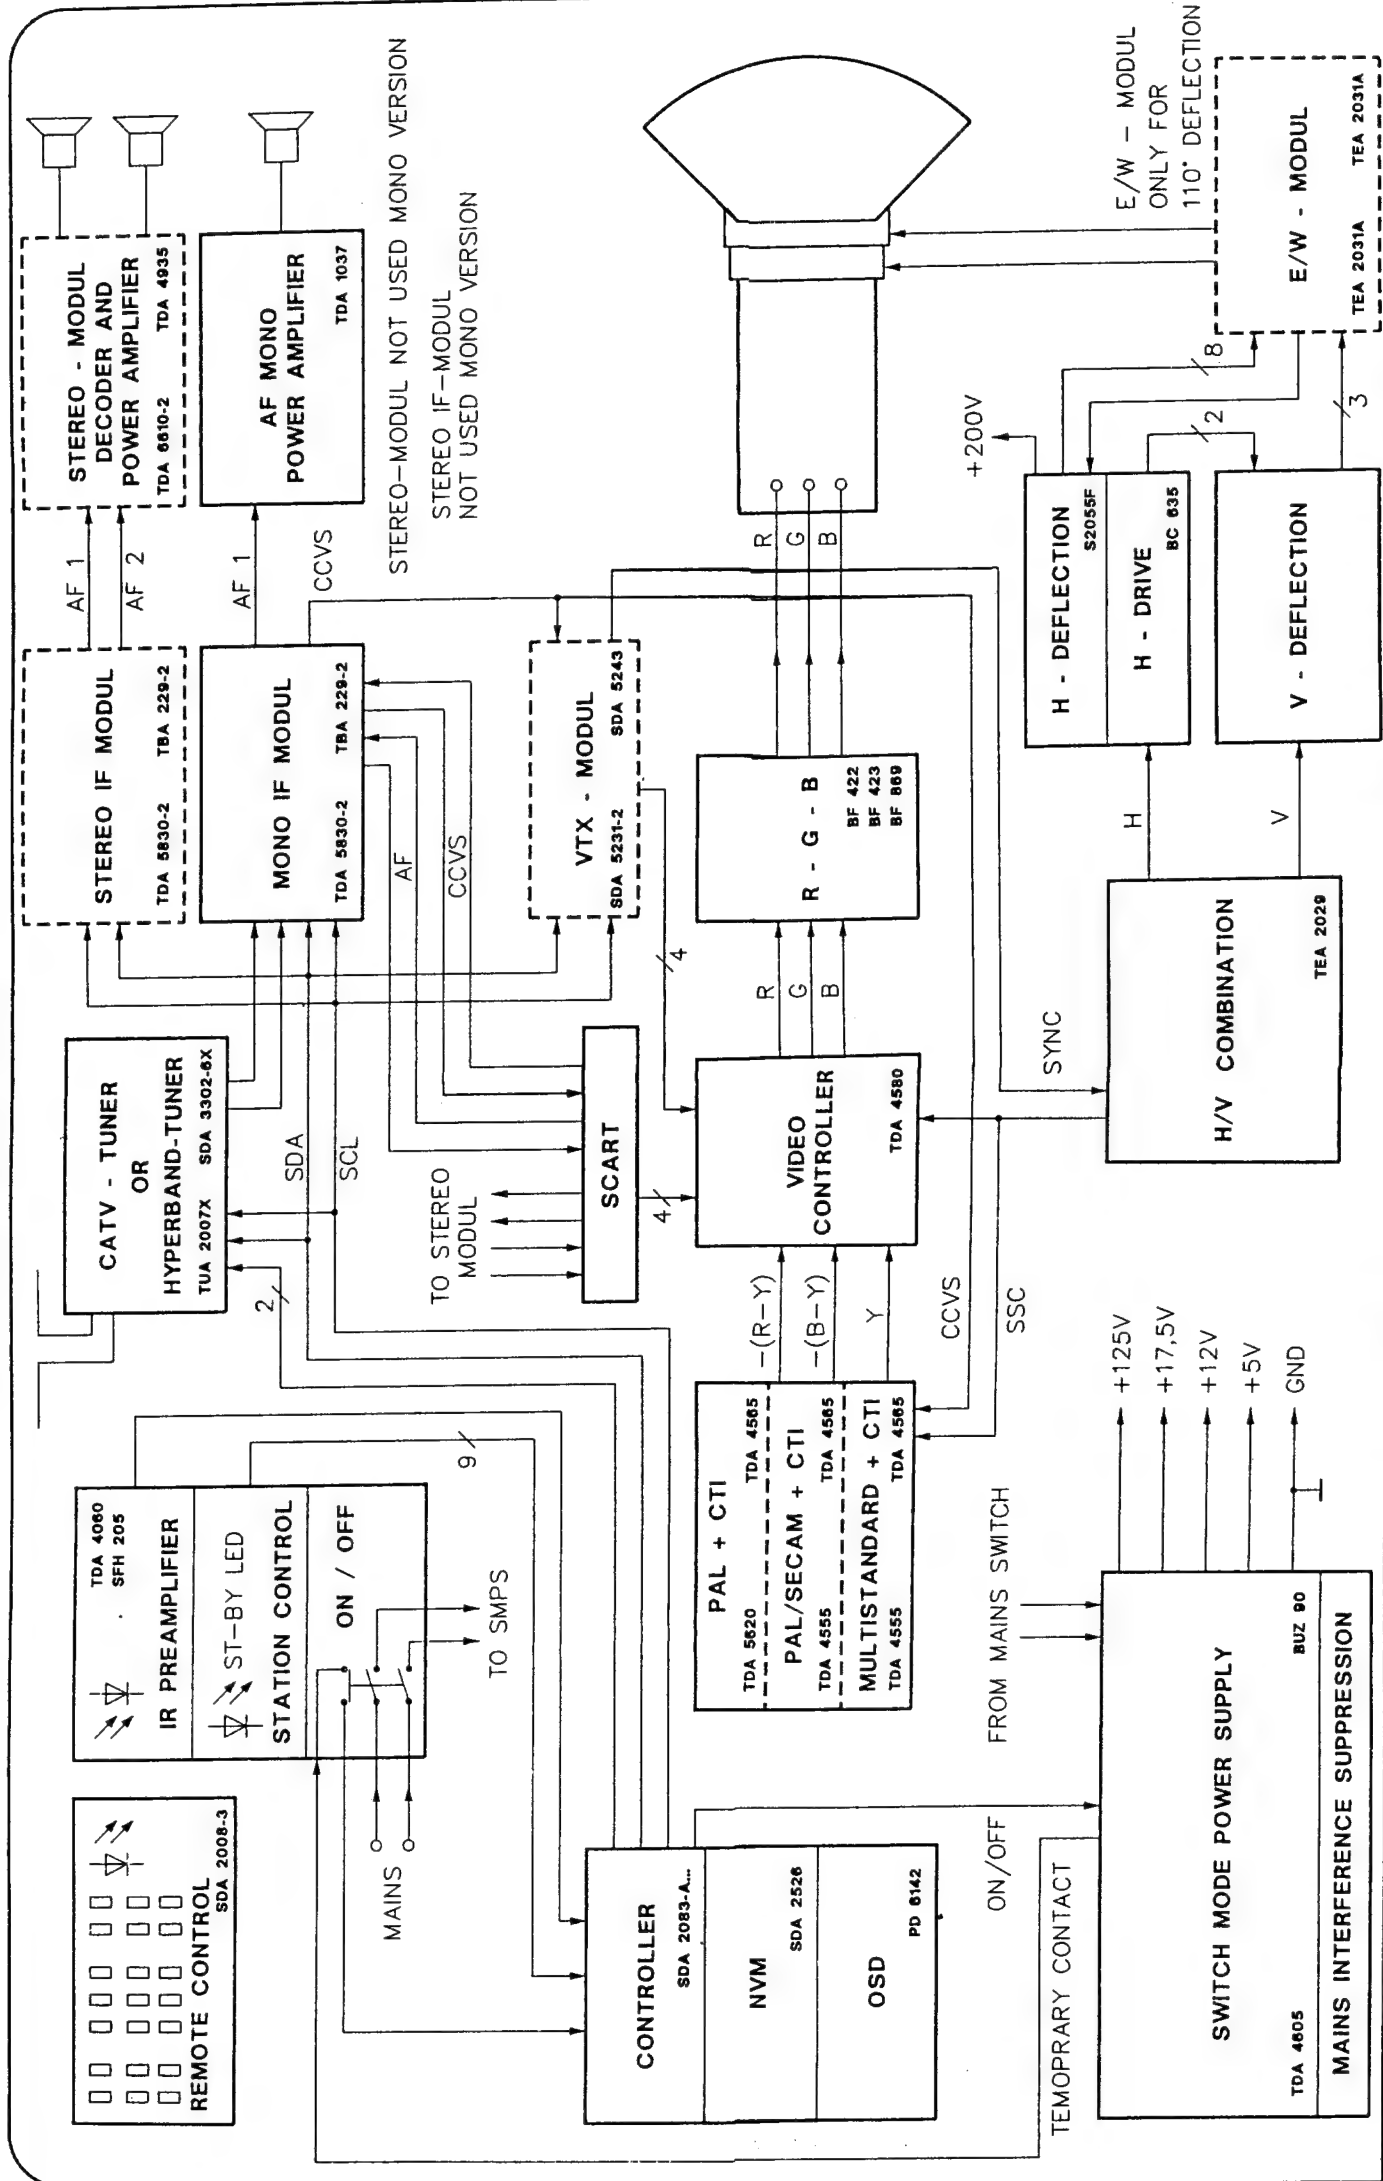 REMOTE CONTROL
SDA 2008-3
TDA 4060
SFH 205
IR PREAMPLIFIER
ST-BY LED
STATION CONTROL
ON / OFF
MAINS
TO SMPS
9
CATV - TUNER
OR
HYPERBAND-TUNER
TUA 2007X SDA 3302-6X
2
SDA
SCL
STEREO IF MODUL
TDA 5830-2 TBA 229-2
AF 1
AF 2
STEREO - MODUL
DECODER AND
POWER AMPLIFIER
TDA 6610-2 TDA 4935
MONO IF MODUL
TDA 5830-2 TBA 229-2
AF 1
CCVS
AF MONO
POWER AMPLIFIER
TDA 1037
STEREO-MODUL NOT USED MONO VERSION
STEREO IF-MODUL
NOT USED MONO VERSION
AF
CCVS
TO STEREO
MODUL
SCART
4
VTX - MODUL
SDA 5231-2 SDA 5243
4
CONTROLLER
SDA 2083-A...
NVM
SDA 2526
OSD
PD 6142
PAL + CTI
TDA 5620 TDA 4565
PAL/SECAM + CTI
TDA 4555 TDA 4565
MULTISTANDARD + CTI
TDA 4555 TDA 4565
-(R-Y)
-(B-Y)
Y
VIDEO
CONTROLLER
TDA 4580
R
G
B
R - G - B
BF 422
BF 423
BF 869
R
G
B
CCVS
SSC
SYNC
ON/OFF
FROM MAINS SWITCH
TEMOPRARY CONTACT
SWITCH MODE POWER SUPPLY
TDA 4605 BUZ 90
MAINS INTERFERENCE SUPPRESSION
+125V
+17,5V
+12V
+5V
GND
H/V COMBINATION
TEA 2029
H
V
H - DEFLECTION
S2055F
H - DRIVE
BC 635
V - DEFLECTION
+200V
8
2
3
E/W - MODUL
ONLY FOR
110° DEFLECTION
E/W - MODUL
TEA 2031A TEA 2031A